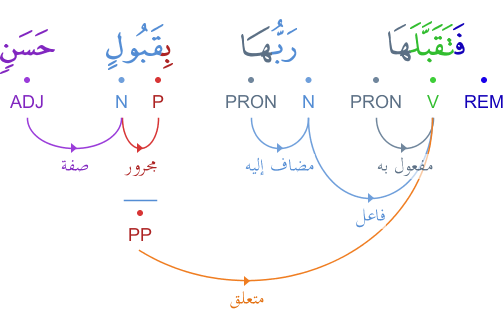 فَتَقَبَّلَهَا رَبُّهَا بِقَبُولٍ حَسَنٍ
REM V PRON N PRON P N ADJ
مفعول به مضاف إليه مجرور صفة
فاعل
PP
متعلق